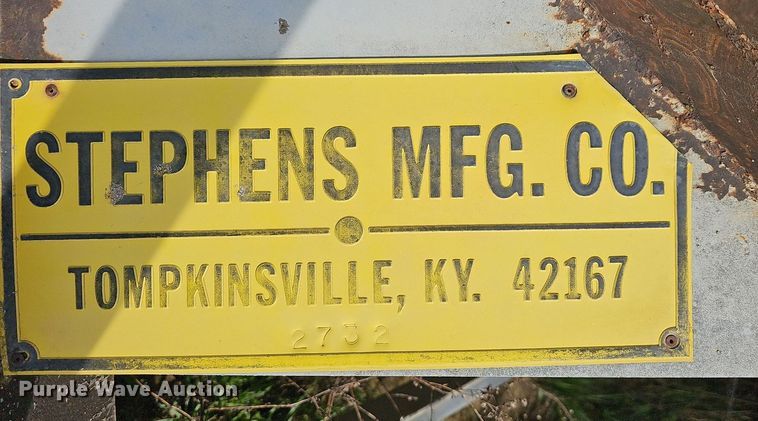 STEPHENS MFG. CO.
TOMPKINSVILLE, KY. 42167
2732
Purple Wave Auction